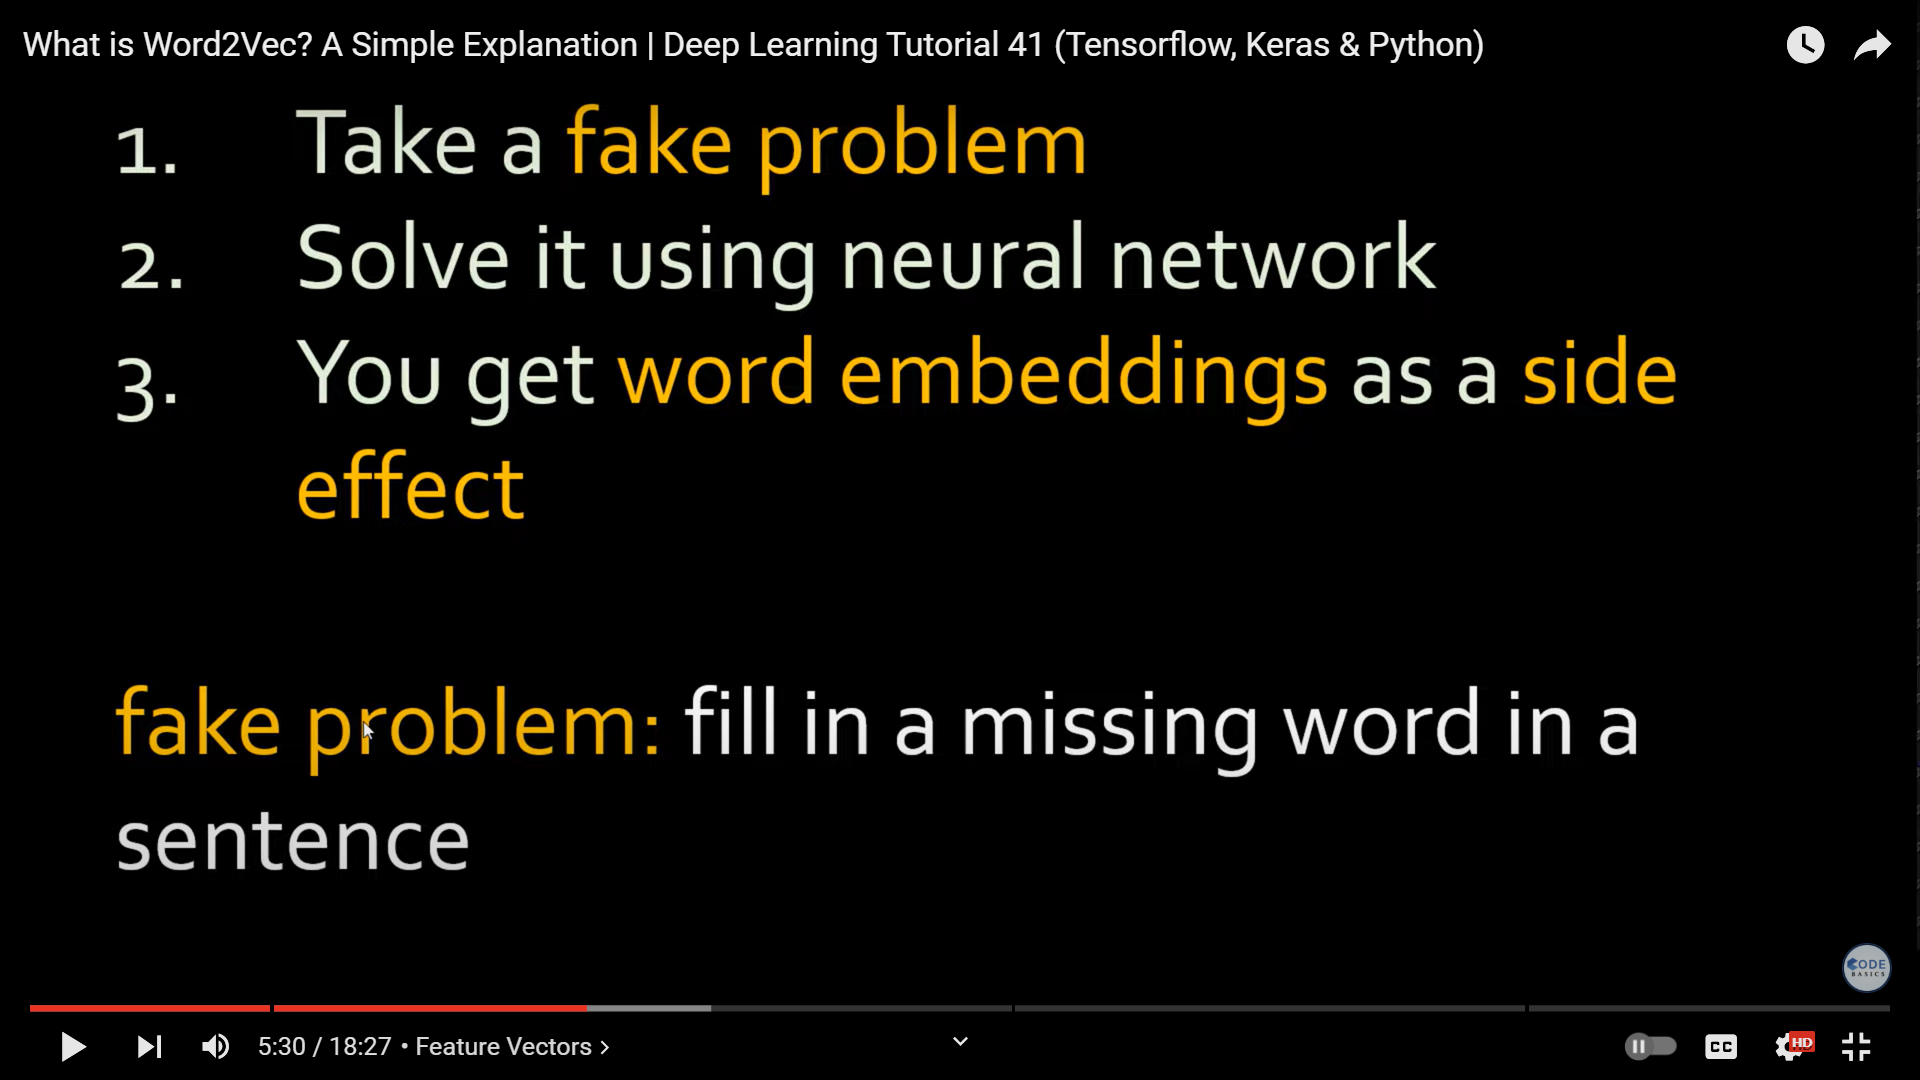 What is Word2Vec? A Simple Explanation | Deep Learning Tutorial 41 (Tensorflow, Keras & Python)
1. Take a fake problem
2. Solve it using neural network
3. You get word embeddings as a side
effect
fake problem: fill in a missing word in a
sentence
CODE
BASICS
5:30 / 18:27 • Feature Vectors >
CC
HD